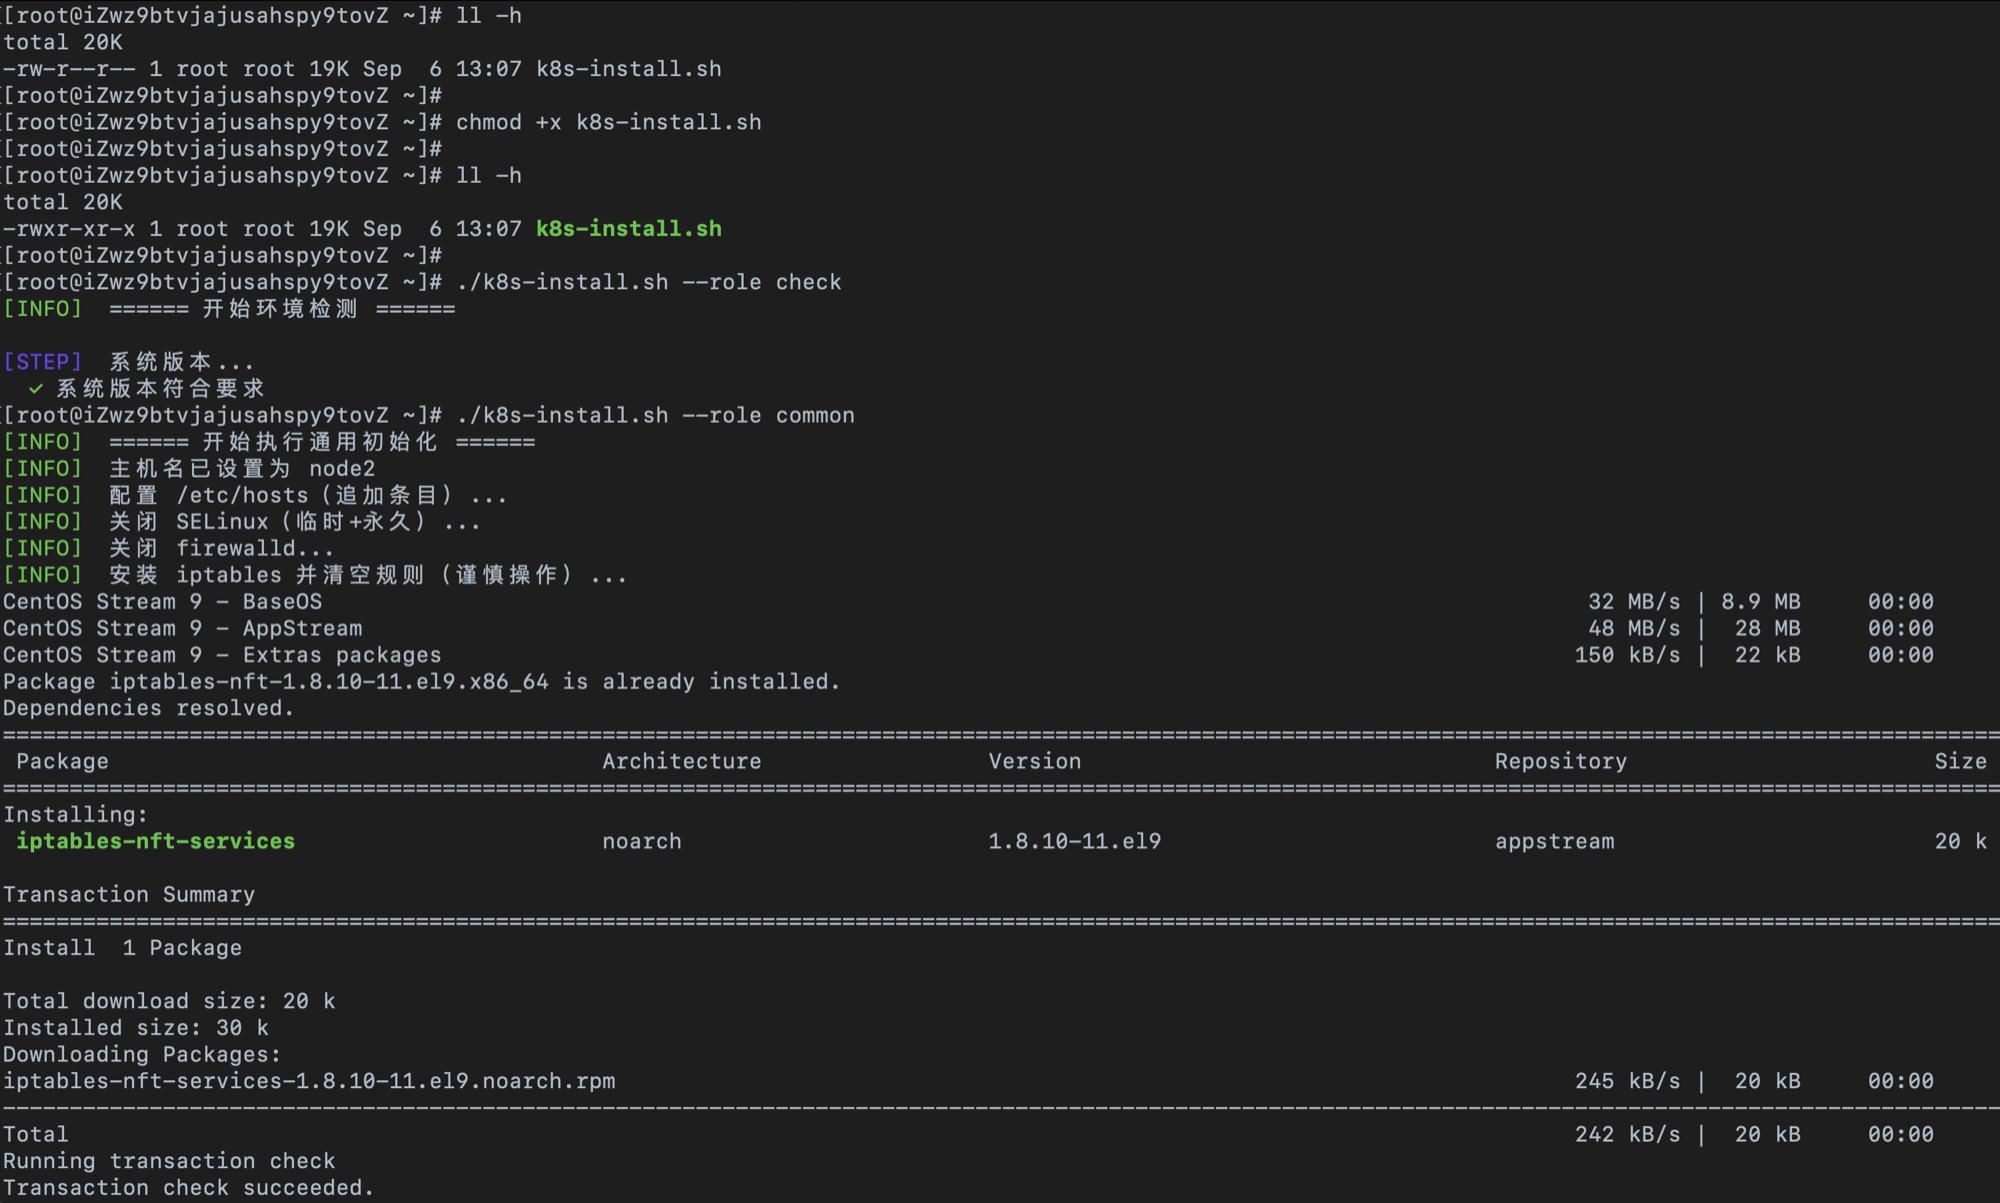 [[root@iZwz9btvjajusahspy9tovZ ~]# ll -h
total 20K
-rw-r--r-- 1 root root 19K Sep  6 13:07 k8s-install.sh
[[root@iZwz9btvjajusahspy9tovZ ~]#
[[root@iZwz9btvjajusahspy9tovZ ~]# chmod +x k8s-install.sh
[[root@iZwz9btvjajusahspy9tovZ ~]#
[[root@iZwz9btvjajusahspy9tovZ ~]# ll -h
total 20K
-rwxr-xr-x 1 root root 19K Sep  6 13:07 k8s-install.sh
[[root@iZwz9btvjajusahspy9tovZ ~]#
[[root@iZwz9btvjajusahspy9tovZ ~]# ./k8s-install.sh --role check
[INFO]  ====== 开始环境检测 ======
[STEP]  系统版本...
✓ 系统版本符合要求
[[root@iZwz9btvjajusahspy9tovZ ~]# ./k8s-install.sh --role common
[INFO]  ====== 开始执行通用初始化 ======
[INFO]  主机名已设置为 node2
[INFO]  配置 /etc/hosts（追加条目）...
[INFO]  关闭 SELinux（临时+永久）...
[INFO]  关闭 firewalld...
[INFO]  安装 iptables 并清空规则（谨慎操作）...
CentOS Stream 9 - BaseOS 32 MB/s | 8.9 MB 00:00
CentOS Stream 9 - AppStream 48 MB/s | 28 MB 00:00
CentOS Stream 9 - Extras packages 150 kB/s | 22 kB 00:00
Package iptables-nft-1.8.10-11.el9.x86_64 is already installed.
Dependencies resolved.
Package Architecture Version Repository Size
Installing:
iptables-nft-services noarch 1.8.10-11.el9 appstream 20 k
Transaction Summary
Install  1 Package
Total download size: 20 k
Installed size: 30 k
Downloading Packages:
iptables-nft-services-1.8.10-11.el9.noarch.rpm 245 kB/s | 20 kB 00:00
Total 242 kB/s | 20 kB 00:00
Running transaction check
Transaction check succeeded.